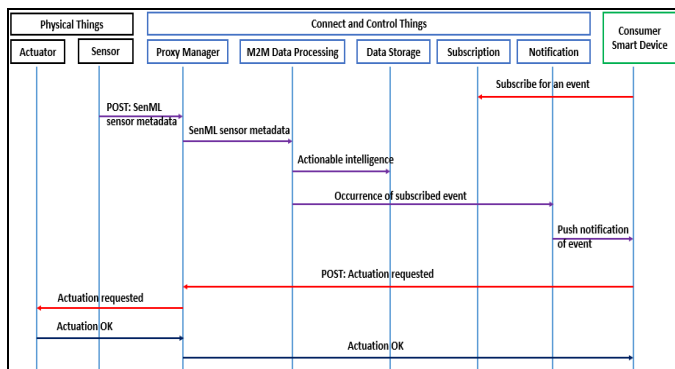 Physical Things
Connect and Control Things
Consumer
Smart Device
Actuator
Sensor
Proxy Manager
M2M Data Processing
Data Storage
Subscription
Notification
Subscribe for an event
POST: SenML
sensor metadata
SenML sensor metadata
Actionable intelligence
Occurrence of subscribed event
Push notification
of event
POST: Actuation requested
Actuation requested
Actuation OK
Actuation OK